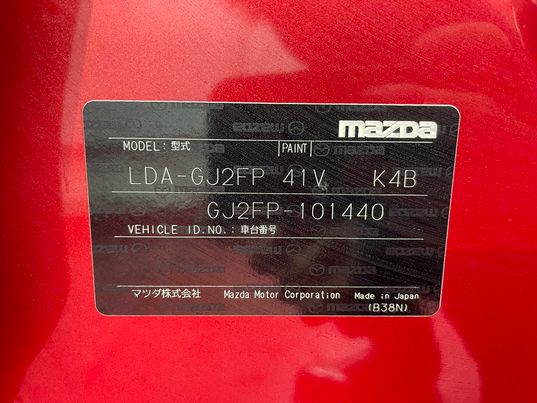 mazda
MODEL: 型式 PAINT
LDA-GJ2FP 41V K4B
GJ2FP-101440
VEHICLE ID.NO.: 車台番号
マツダ株式会社 Mazda Motor Corporation Made in Japan
(B38N)